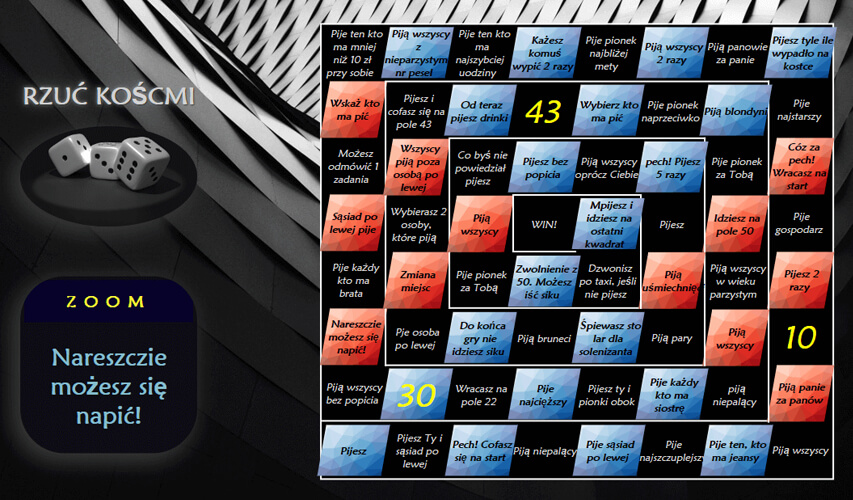 RZUĆ KOŚCMI
ZOOM
Nareszcie
możesz się
napić!
Pije ten kto
ma mniej
niż 10 zł
przy sobie
Piją wszyscy
z
nieparzystym
nr pesel
Pije ten kto
ma
najszybciej
uodziny
Każesz
komuś
wypić 2 razy
Pije pionek
najbliżej
mety
Piją wszyscy
2 razy
Piją panowie
za panie
Pijesz tyle ile
wypadło na
kostce
Wskaż kto
ma pić
Pijesz i
cofasz się na
pole 43
Od teraz
pijesz drinki
43
Wybierz kto
ma pić
Pije pionek
naprzeciwko
Piją blondyni
Pije
najstarszy
Możesz
odmówić 1
zadania
Wszyscy
piją poza
osobą po
lewej
Co byś nie
powiedział
pijesz
Pijesz bez
popicia
Piją wszyscy
oprócz Ciebie
pech! Pijesz
5 razy
Pije pionek
za Tobą
Cóz za
pech!
Wracasz na
start
Sąsiad po
lewej pije
Wybierasz 2
osoby,
które piją
Piją
wszyscy
WIN!
Mpijesz i
idziesz na
ostatni
kwadrat
Pijesz
Idziesz na
pole 50
Pije
gospodarz
Pije każdy
kto ma
brata
Zmiana
miejsc
Pije pionek
za Tobą
Zwolnienie z
50. Możesz
iść siku
Dzwonisz
po taxi, jeśli
nie pijesz
Piją
uśmiechnię
Piją wszyscy
w wieku
parzystym
Pijesz 2
razy
Nareszczie
możesz się
napić!
Pje osoba
po lewej
Do końca
gry nie
idziesz siku
Piją bruneci
Śpiewasz sto
lar dla
soleniżanta
Piją pary
Piją
wszyscy
10
Piją wszyscy
bez popicia
30
Wracasz na
pole 22
Pije
najcięższy
Pijesz ty i
pionki obok
Pije każdy
kto ma
siostrę
piją
niepalący
Piją panie
za panów
Pijesz
Pijesz Ty i
sąsiad po
lewej
Pech! Cofasz
się na start
Piją niepalący
Pije sąsiad
po lewej
Pije
najszczuplejszy
Pije ten, kto
ma jeansy
Piją wszyscy